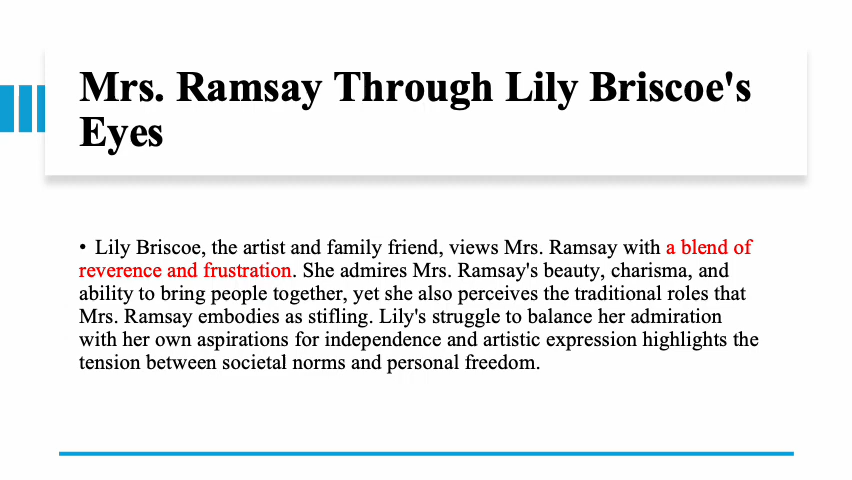 Mrs. Ramsay Through Lily Briscoe's
Eyes
• Lily Briscoe, the artist and family friend, views Mrs. Ramsay with a blend of
reverence and frustration. She admires Mrs. Ramsay's beauty, charisma, and
ability to bring people together, yet she also perceives the traditional roles that
Mrs. Ramsay embodies as stifling. Lily's struggle to balance her admiration
with her own aspirations for independence and artistic expression highlights the
tension between societal norms and personal freedom.